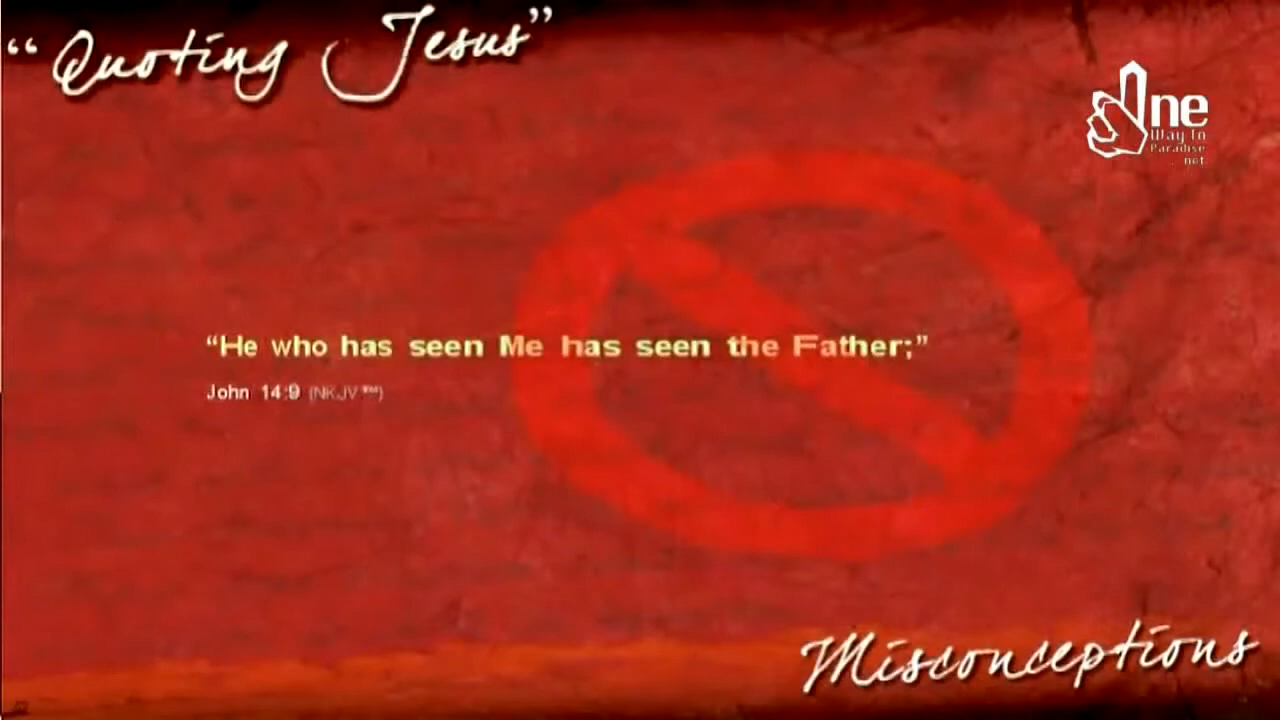 “Quoting Jesus”
One
Way to
Paradise
.net
“He who has seen Me has seen the Father;”
John 14:9 (NKJV™)
Misconceptions